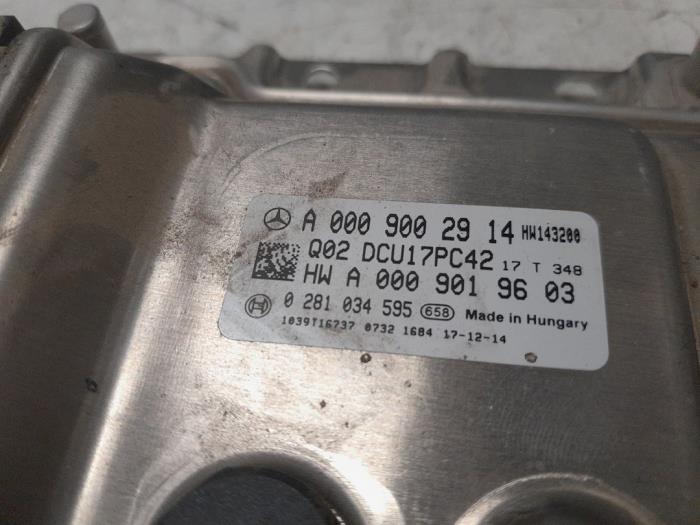 A 000 900 29 14 HW143200
Q02 DCU17PC42 17 T 348
HW A 000 901 96 03
0 281 034 595 658 Made in Hungary
1039T16737 0732 1684 17-12-14